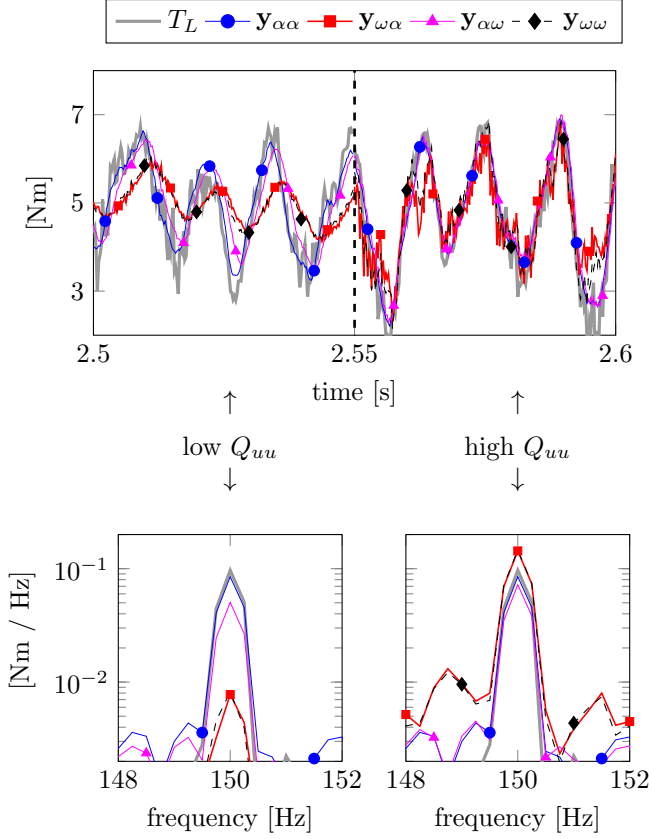 T_L y_αα y_ωα y_αω y_ωω
7
5
3
[Nm]
2.5 2.55 2.6
time [s]
↑ ↑
low Q_uu high Q_uu
↓ ↓
10^−1
10^−2
[Nm / Hz]
148 150 152 148 150 152
frequency [Hz] frequency [Hz]